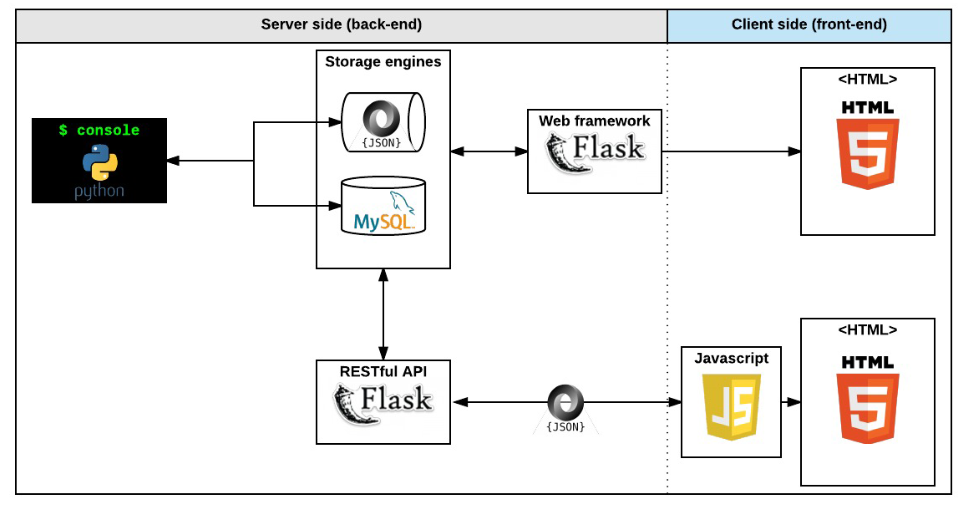 Server side (back-end)
Client side (front-end)
Storage engines
{JSON}
MySQL
$ console
python
Web framework
Flask
<HTML>
HTML
5
RESTful API
Flask
{JSON}
Javascript
JS
<HTML>
HTML
5